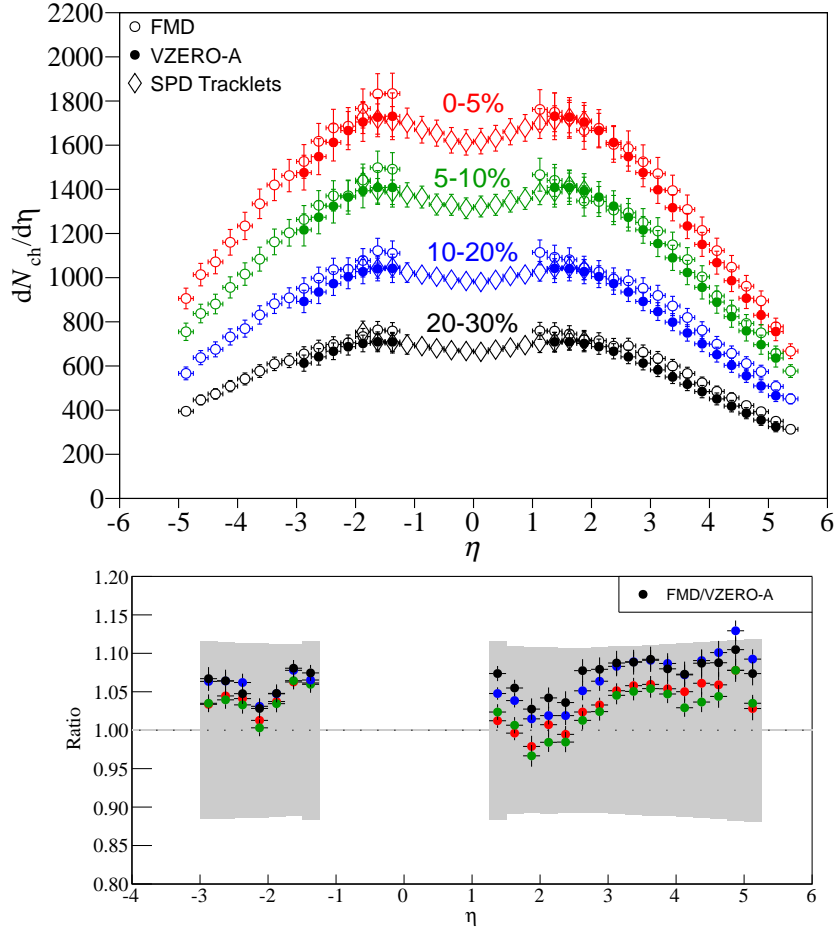 2200
2000
1800
1600
1400
1200
1000
800
600
400
200
0
dN_ch/dη
FMD
VZERO-A
SPD Tracklets
0-5%
5-10%
10-20%
20-30%
-6 -5 -4 -3 -2 -1 0 1 2 3 4 5 6
η
1.20
1.15
1.10
1.05
1.00
0.95
0.90
0.85
0.80
Ratio
FMD/VZERO-A
-4 -3 -2 -1 0 1 2 3 4 5 6
η